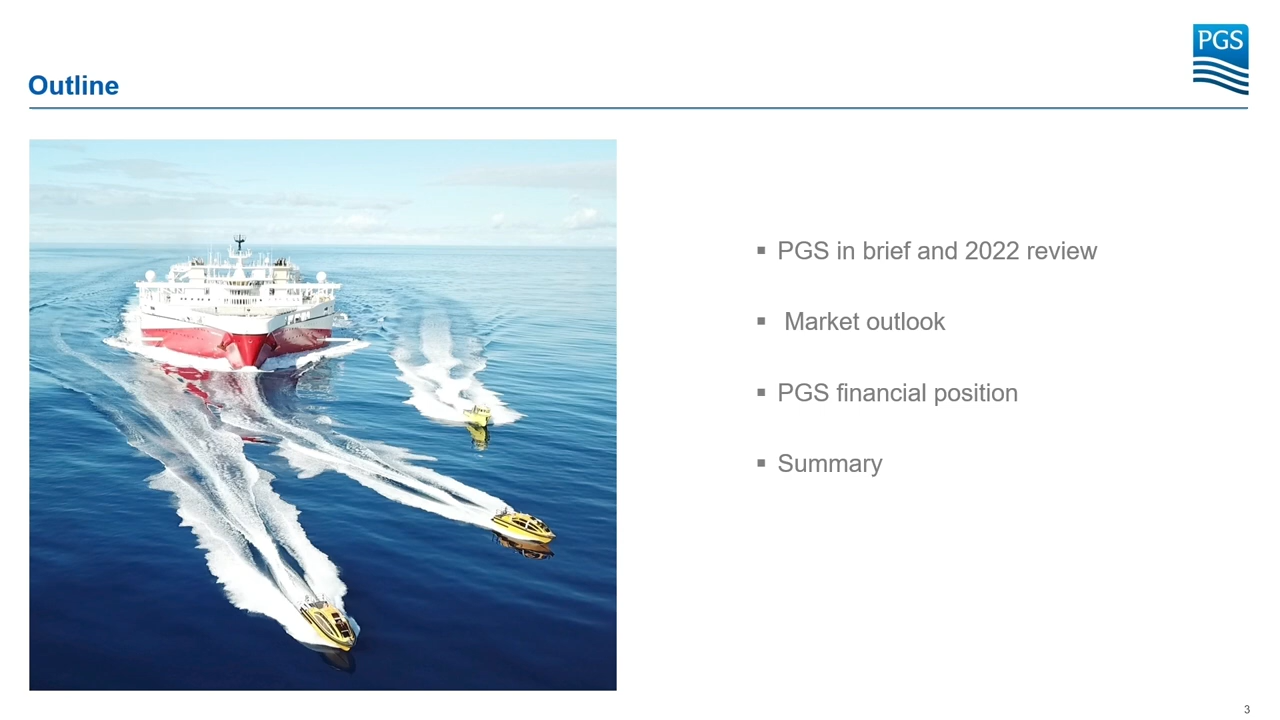 PGS
Outline
▪ PGS in brief and 2022 review
▪ Market outlook
▪ PGS financial position
▪ Summary
3